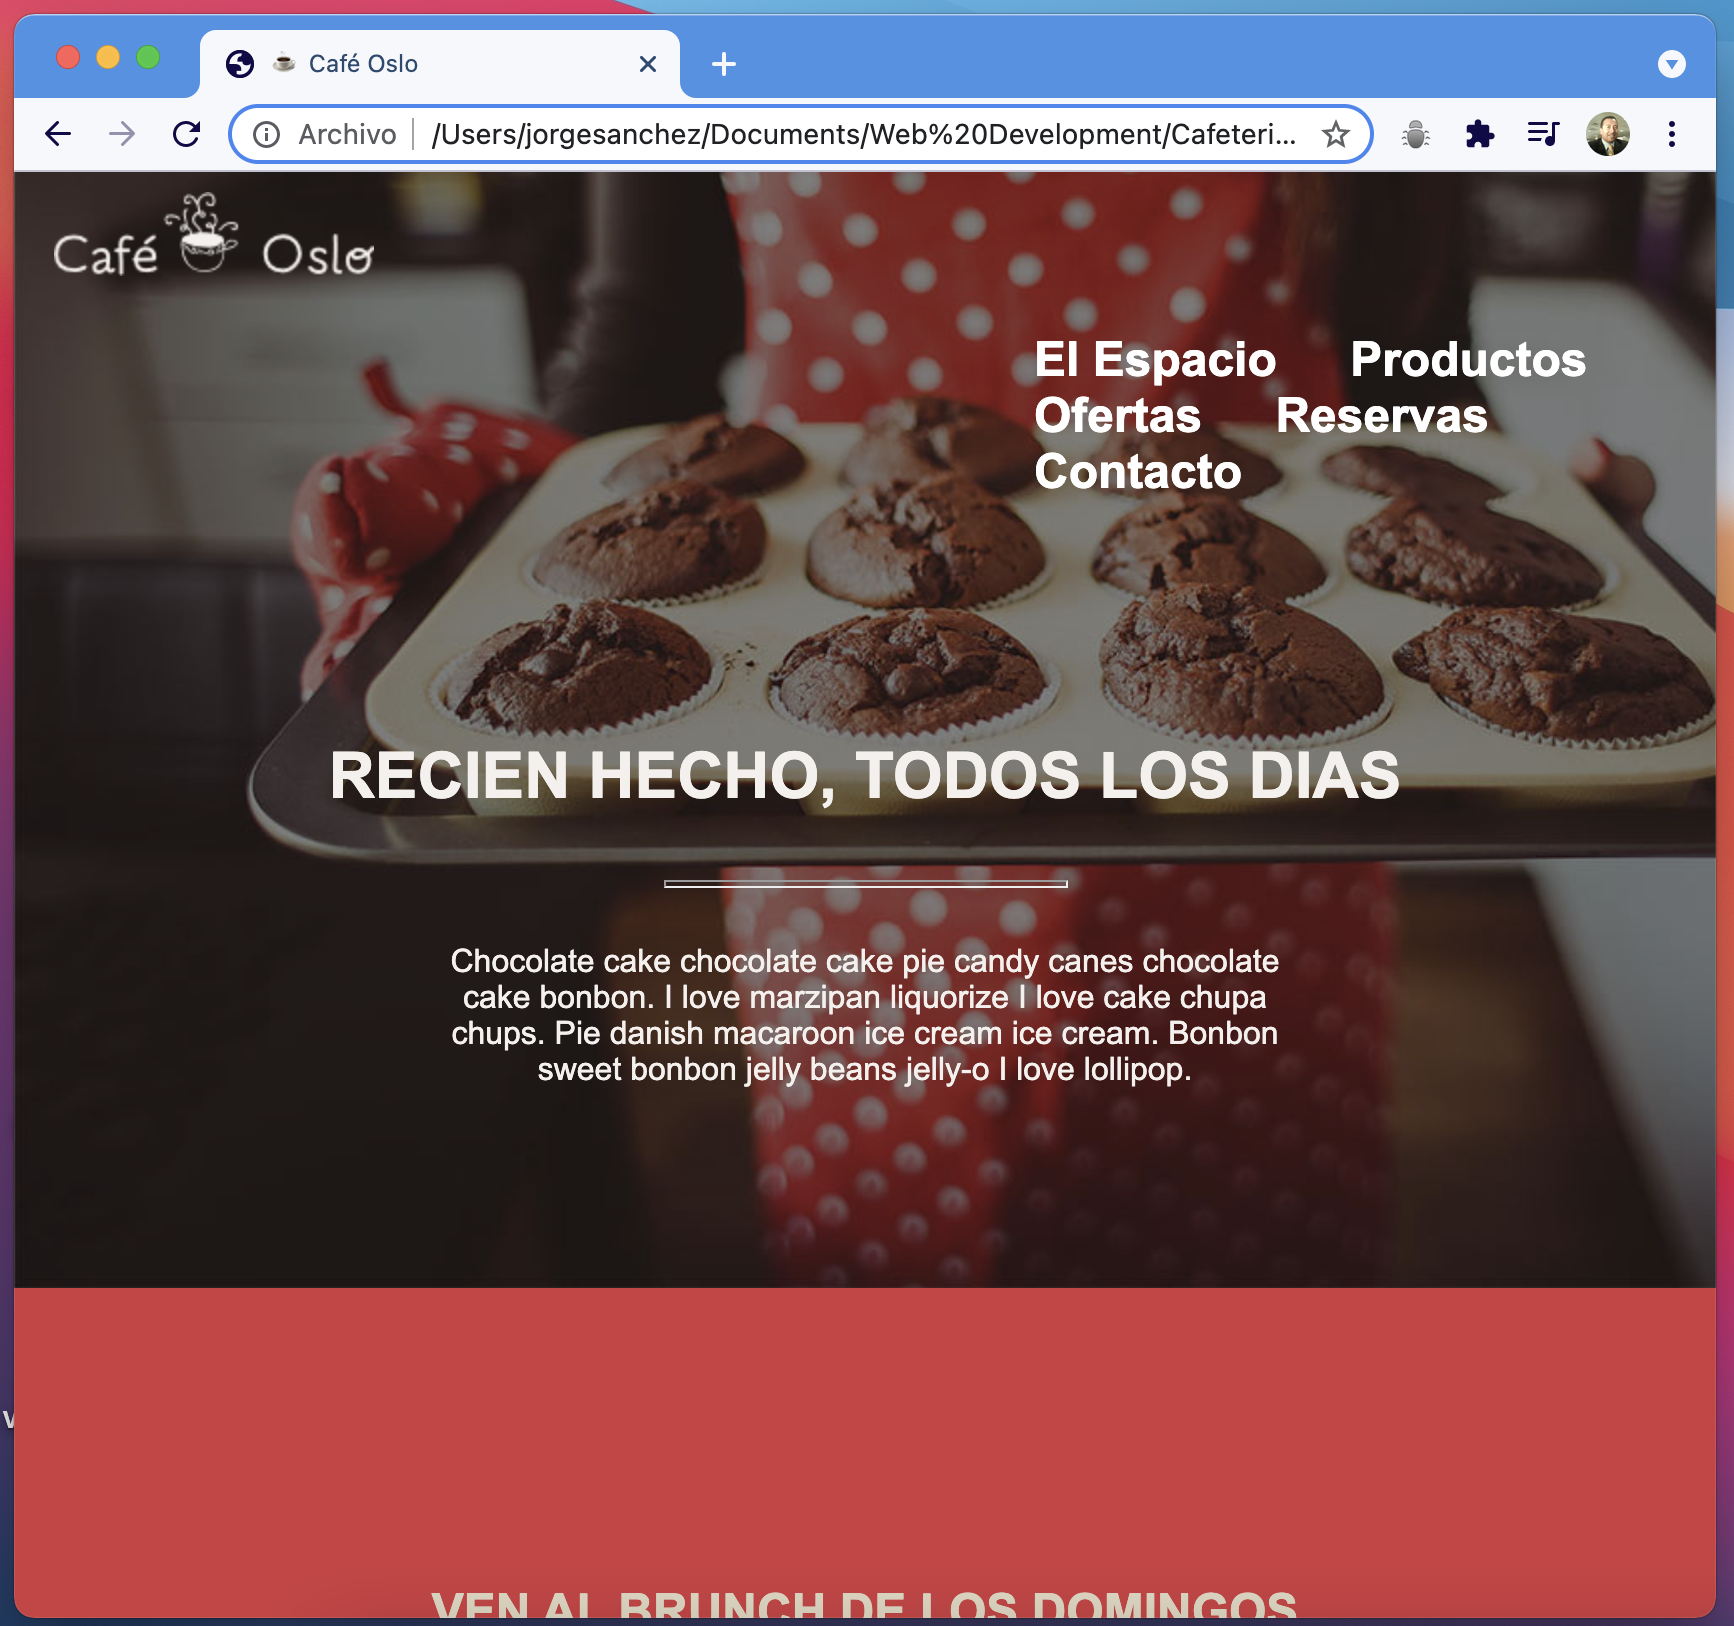 Café Oslo
Archivo /Users/jorgesanchez/Documents/Web%20Development/Cafeteri...
Café Oslo
El Espacio Productos
Ofertas Reservas
Contacto
RECIEN HECHO, TODOS LOS DIAS
Chocolate cake chocolate cake pie candy canes chocolate
cake bonbon. I love marzipan liquorize I love cake chupa
chups. Pie danish macaroon ice cream ice cream. Bonbon
sweet bonbon jelly beans jelly-o I love lollipop.
VEN AL BRUNCH DE LOS DOMINGOS